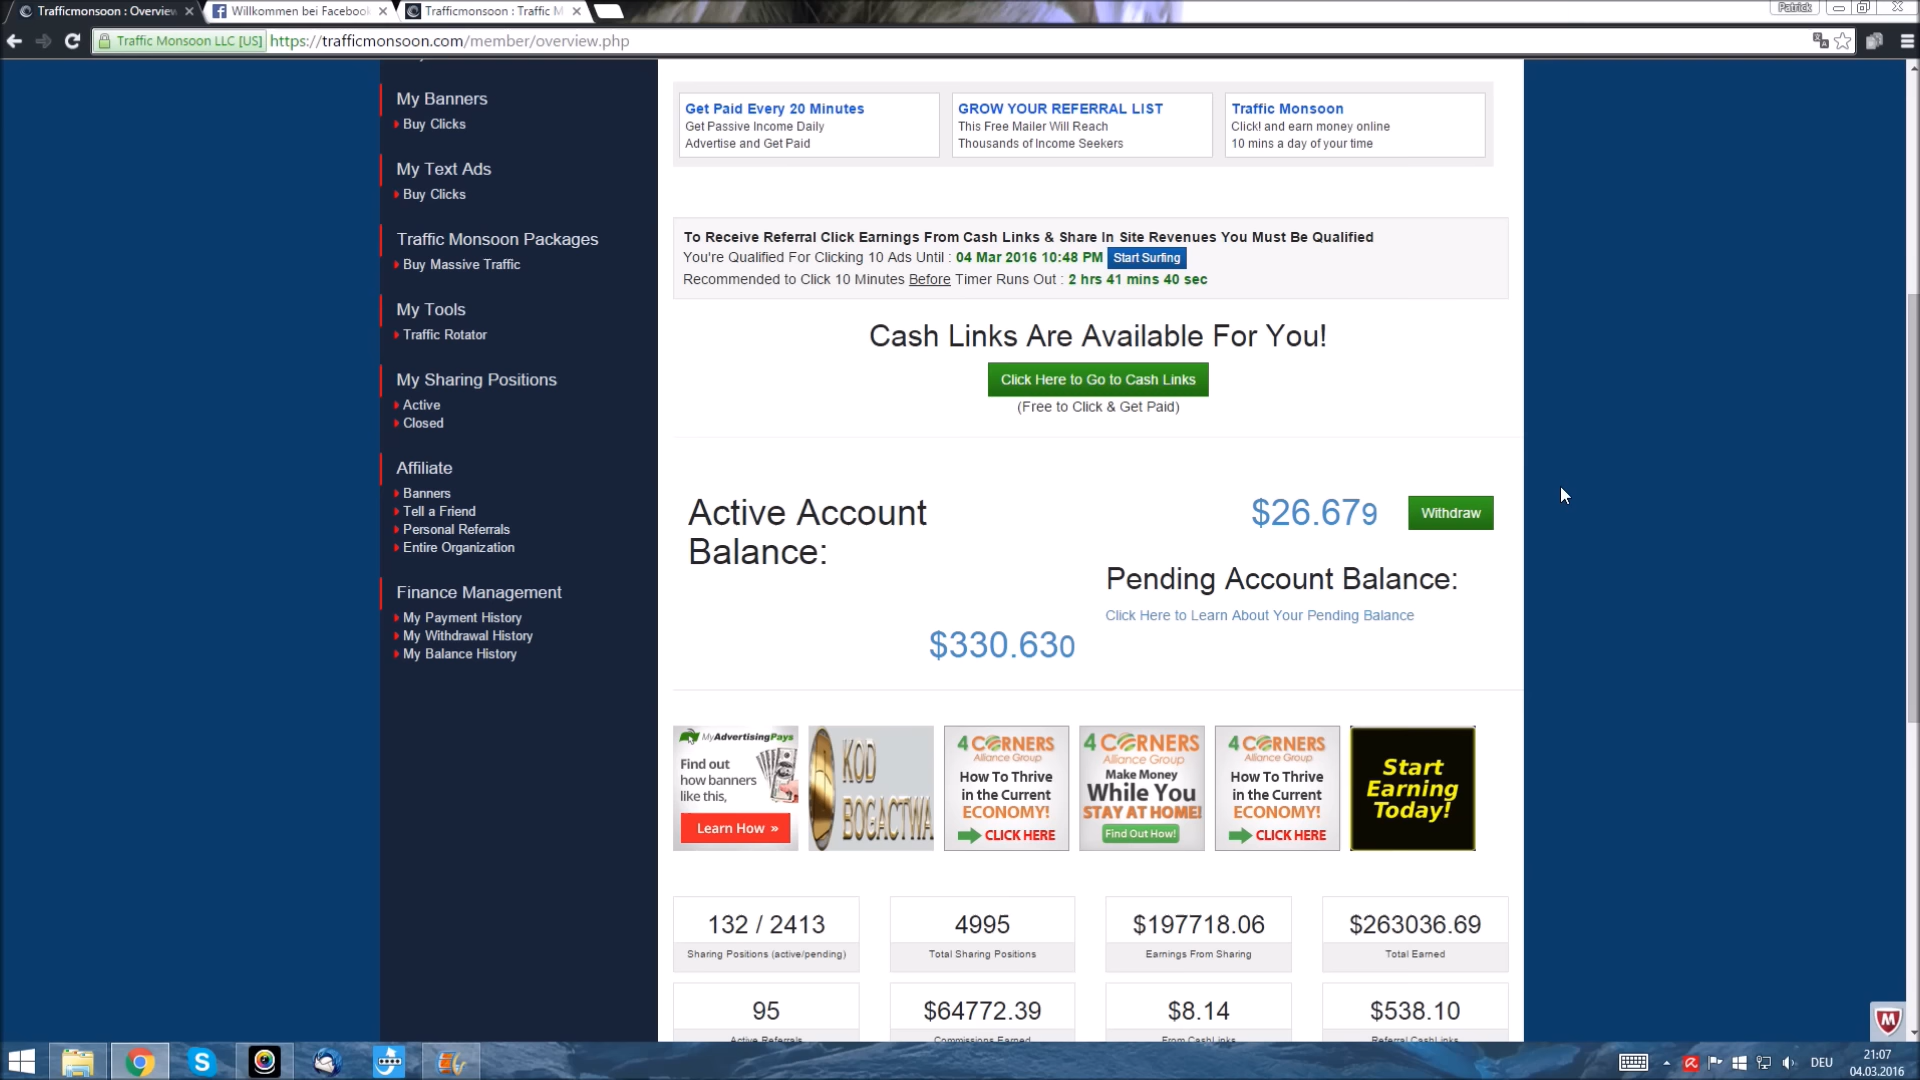 Trafficmonsoon : Overview
Willkommen bei Facebook
Trafficmonsoon : Traffic M
Patrick
Traffic Monsoon LLC [US]
https://trafficmonsoon.com/member/overview.php
My Banners
Buy Clicks
My Text Ads
Buy Clicks
Traffic Monsoon Packages
Buy Massive Traffic
My Tools
Traffic Rotator
My Sharing Positions
Active
Closed
Affiliate
Banners
Tell a Friend
Personal Referrals
Entire Organization
Finance Management
My Payment History
My Withdrawal History
My Balance History
Get Paid Every 20 Minutes
Get Passive Income Daily
Advertise and Get Paid
GROW YOUR REFERRAL LIST
This Free Mailer Will Reach
Thousands of Income Seekers
Traffic Monsoon
Click! and earn money online
10 mins a day of your time
To Receive Referral Click Earnings From Cash Links & Share In Site Revenues You Must Be Qualified
You're Qualified For Clicking 10 Ads Until : 04 Mar 2016 10:48 PM Start Surfing
Recommended to Click 10 Minutes Before Timer Runs Out : 2 hrs 41 mins 40 sec
Cash Links Are Available For You!
Click Here to Go to Cash Links
(Free to Click & Get Paid)
Active Account
Balance:
$26.679
Withdraw
Pending Account Balance:
Click Here to Learn About Your Pending Balance
$330.630
MyAdvertisingPays
Find out
how banners
like this,
Learn How »
KOD
BOGACTWA
4 CORNERS
Alliance Group
How To Thrive
in the Current
ECONOMY!
CLICK HERE
4 CORNERS
Alliance Group
Make Money
While You
STAY AT HOME!
Find Out How!
4 CORNERS
Alliance Group
How To Thrive
in the Current
ECONOMY!
CLICK HERE
Start
Earning
Today!
132 / 2413
Sharing Positions (active/pending)
4995
Total Sharing Positions
$197718.06
Earnings From Sharing
$263036.69
Total Earned
95
Active Referrals
$64772.39
Commissions Earned
$8.14
From CashLinks
$538.10
Referral CashLinks
DEU
21:07
04.03.2016